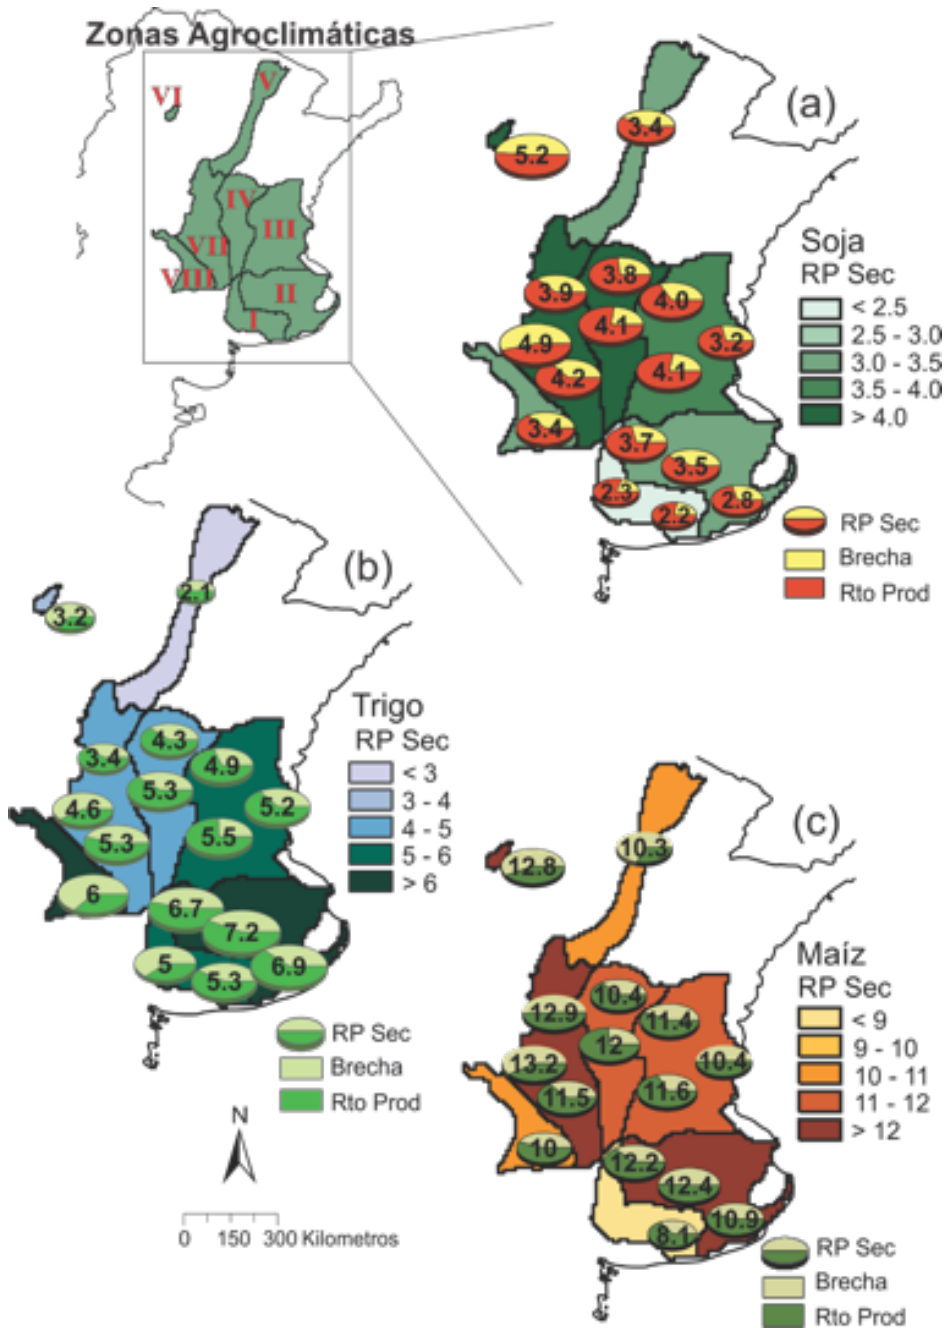 Zonas Agroclimáticas
VI
V
IV
III
VII
VIII
II
I
(a)
3.4
5.2
3.8
3.9
4.0
4.1
3.2
4.9
4.2
4.1
3.4
3.7
3.5
2.3
2.2
2.8
Soja
RP Sec
< 2.5
2.5 - 3.0
3.0 - 3.5
3.5 - 4.0
> 4.0
RP Sec
Brecha
Rto Prod
(b)
2.1
3.2
4.3
3.4
4.9
5.3
4.6
5.2
5.3
5.5
6
6.7
7.2
5
5.3
6.9
Trigo
RP Sec
< 3
3 - 4
4 - 5
5 - 6
> 6
RP Sec
Brecha
Rto Prod
N
0 150 300 Kilometros
(c)
10.3
12.8
10.4
12.9
11.4
12
10.4
13.2
11.5
11.6
10
12.2
12.4
10.9
8.1
Maíz
RP Sec
< 9
9 - 10
10 - 11
11 - 12
> 12
RP Sec
Brecha
Rto Prod